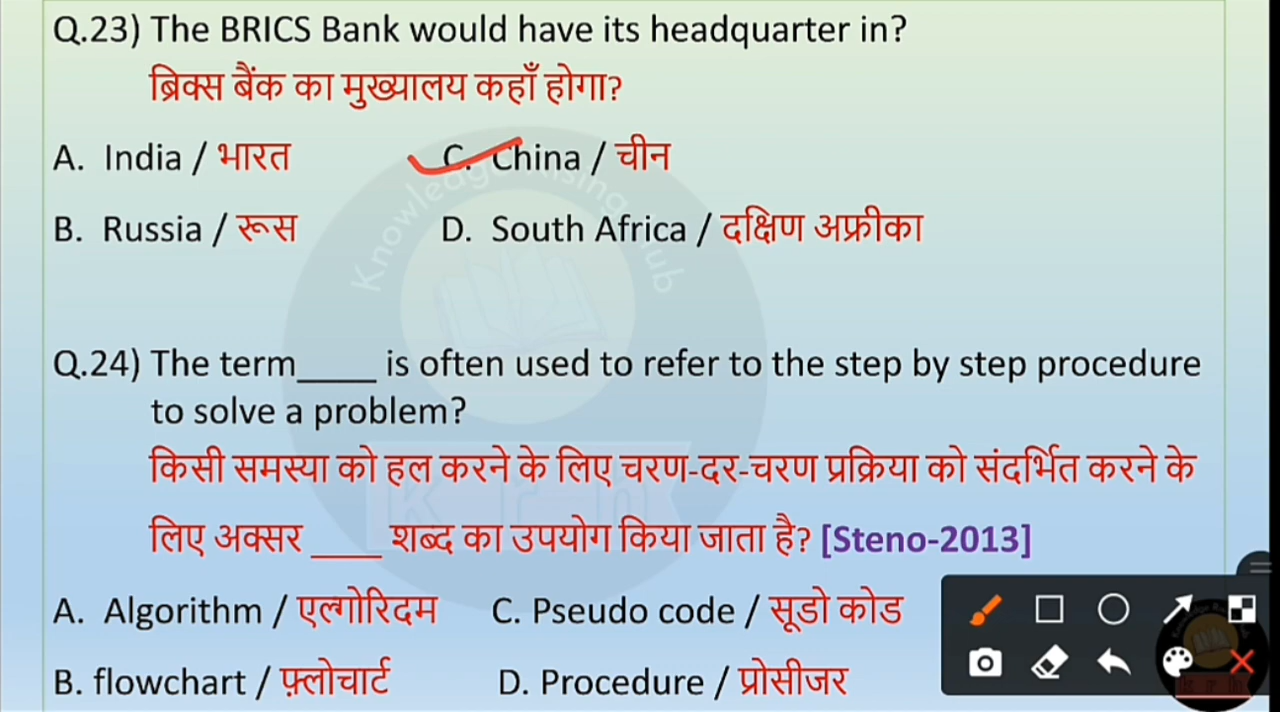 Q.23) The BRICS Bank would have its headquarter in?
ब्रिक्स बैंक का मुख्यालय कहाँ होगा?
A. India / भारत
C. China / चीन
B. Russia / रूस
D. South Africa / दक्षिण अफ्रीका
Q.24) The term____ is often used to refer to the step by step procedure
to solve a problem?
किसी समस्या को हल करने के लिए चरण-दर-चरण प्रक्रिया को संदर्भित करने के
लिए अक्सर ____ शब्द का उपयोग किया जाता है? [Steno-2013]
A. Algorithm / एल्गोरिदम
C. Pseudo code / सूडो कोड
B. flowchart / फ़्लोचार्ट
D. Procedure / प्रोसीजर